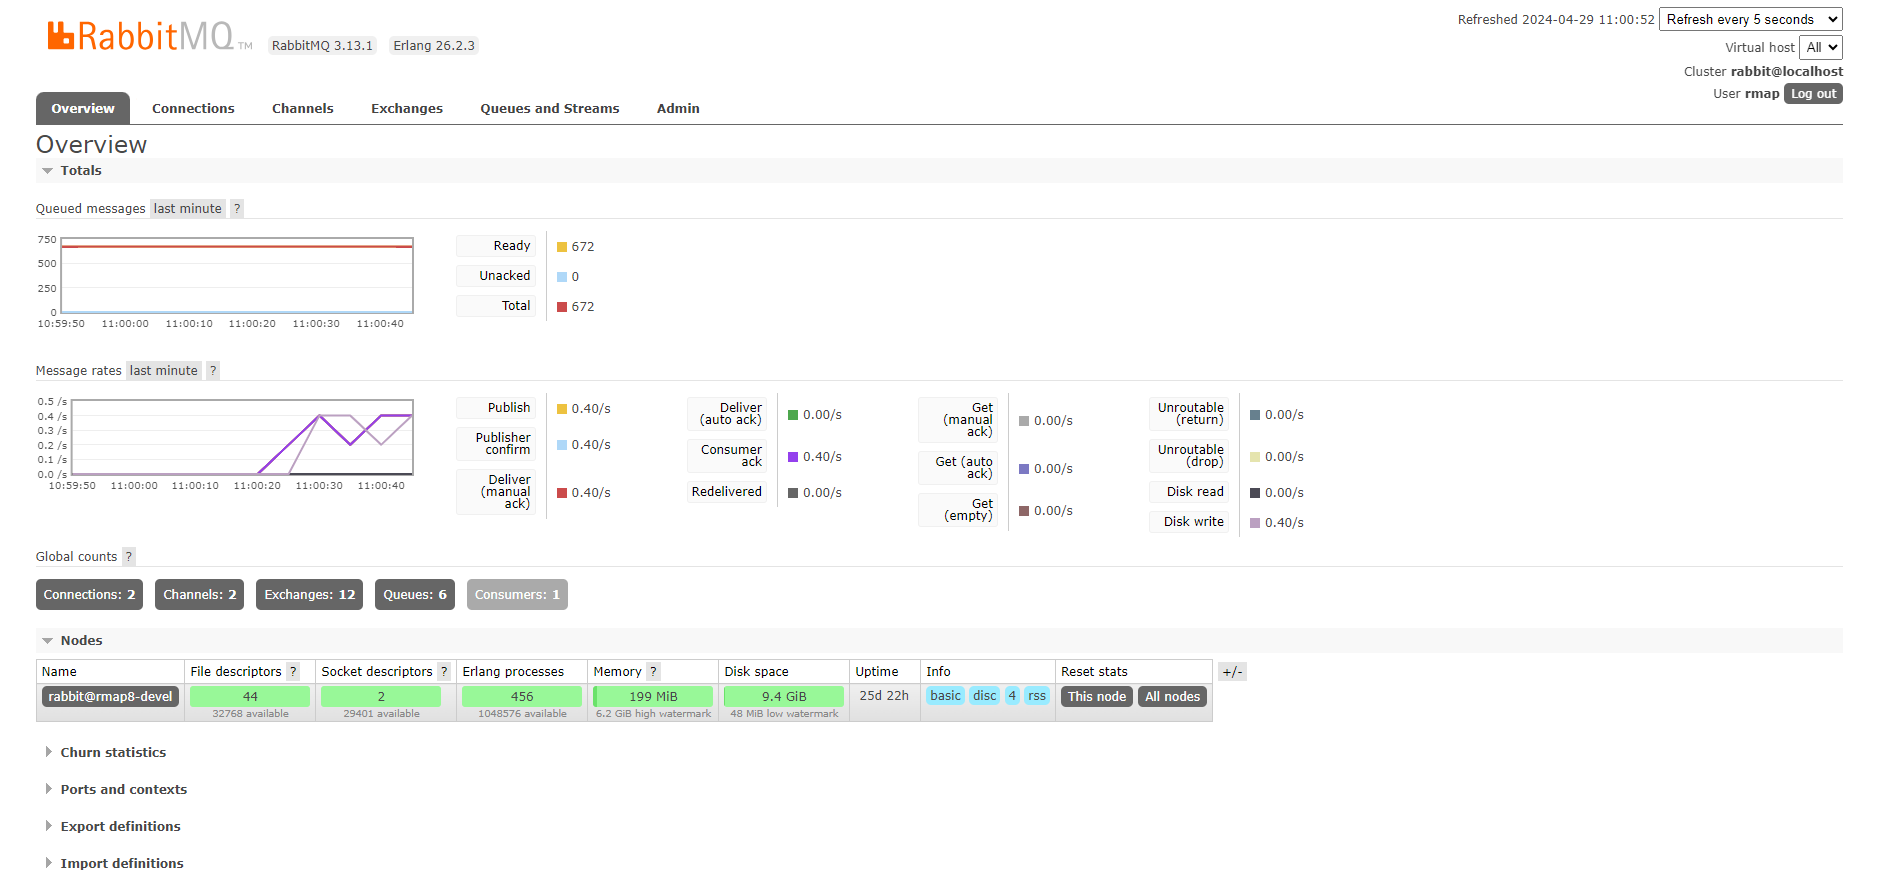 RabbitMQ TM RabbitMQ 3.13.1 Erlang 26.2.3
Refreshed 2024-04-29 11:00:52 Refresh every 5 seconds
Virtual host All
Cluster rabbit@localhost
User rmap Log out
Overview Connections Channels Exchanges Queues and Streams Admin
Overview
Totals
Queued messages last minute ?
750
500
250
0
10:59:50 11:00:00 11:00:10 11:00:20 11:00:30 11:00:40
Ready 672
Unacked 0
Total 672
Message rates last minute ?
0.5 /s
0.4 /s
0.3 /s
0.2 /s
0.1 /s
0.0 /s
10:59:50 11:00:00 11:00:10 11:00:20 11:00:30 11:00:40
Publish 0.40/s
Publisher
confirm 0.40/s
Deliver
(manual
ack) 0.40/s
Deliver
(auto ack) 0.00/s
Consumer
ack 0.40/s
Redelivered 0.00/s
Get
(manual
ack) 0.00/s
Get (auto
ack) 0.00/s
Get
(empty) 0.00/s
Unroutable
(return) 0.00/s
Unroutable
(drop) 0.00/s
Disk read 0.00/s
Disk write 0.40/s
Global counts ?
Connections: 2 Channels: 2 Exchanges: 12 Queues: 6 Consumers: 1
Nodes
Name File descriptors ? Socket descriptors ? Erlang processes Memory ? Disk space Uptime Info Reset stats +/-
rabbit@rmap8-devel 44 2 456 199 MiB 9.4 GiB 25d 22h basic disc 4 rss This node All nodes
32768 available 29401 available 1048576 available 6.2 GiB high watermark 48 MiB low watermark
Churn statistics
Ports and contexts
Export definitions
Import definitions